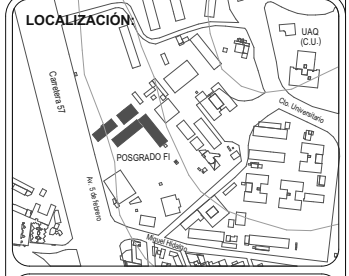 LOCALIZACIÓN:
UAQ
(C.U.)
Carretera 57
Cto. Universitario
POSGRADO FI
Av. 5 de febrero
Miguel Hidalgo